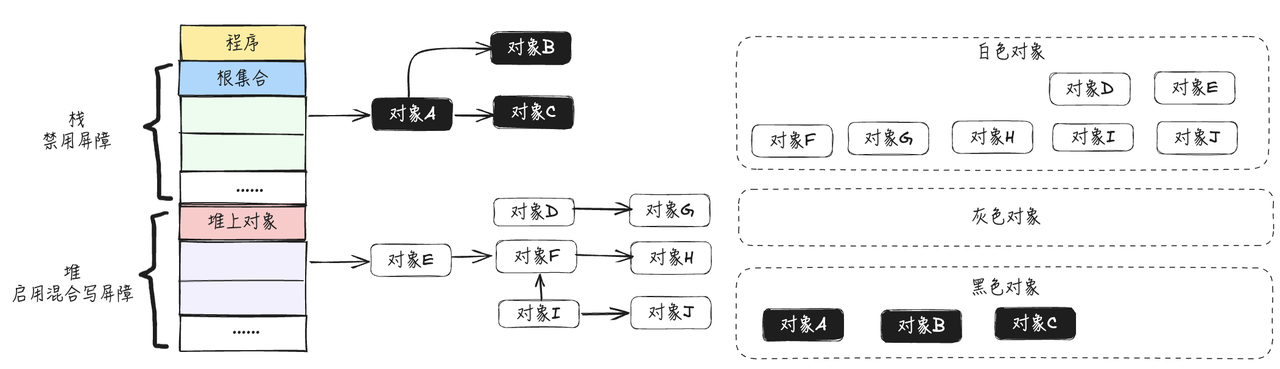 程序
根集合
......
堆上对象
......
栈
禁用屏障
堆
启用混合写屏障
对象B
对象A
对象C
对象D
对象G
对象E
对象F
对象H
对象I
对象J
白色对象
对象D
对象E
对象F
对象G
对象H
对象I
对象J
灰色对象
黑色对象
对象A
对象B
对象C